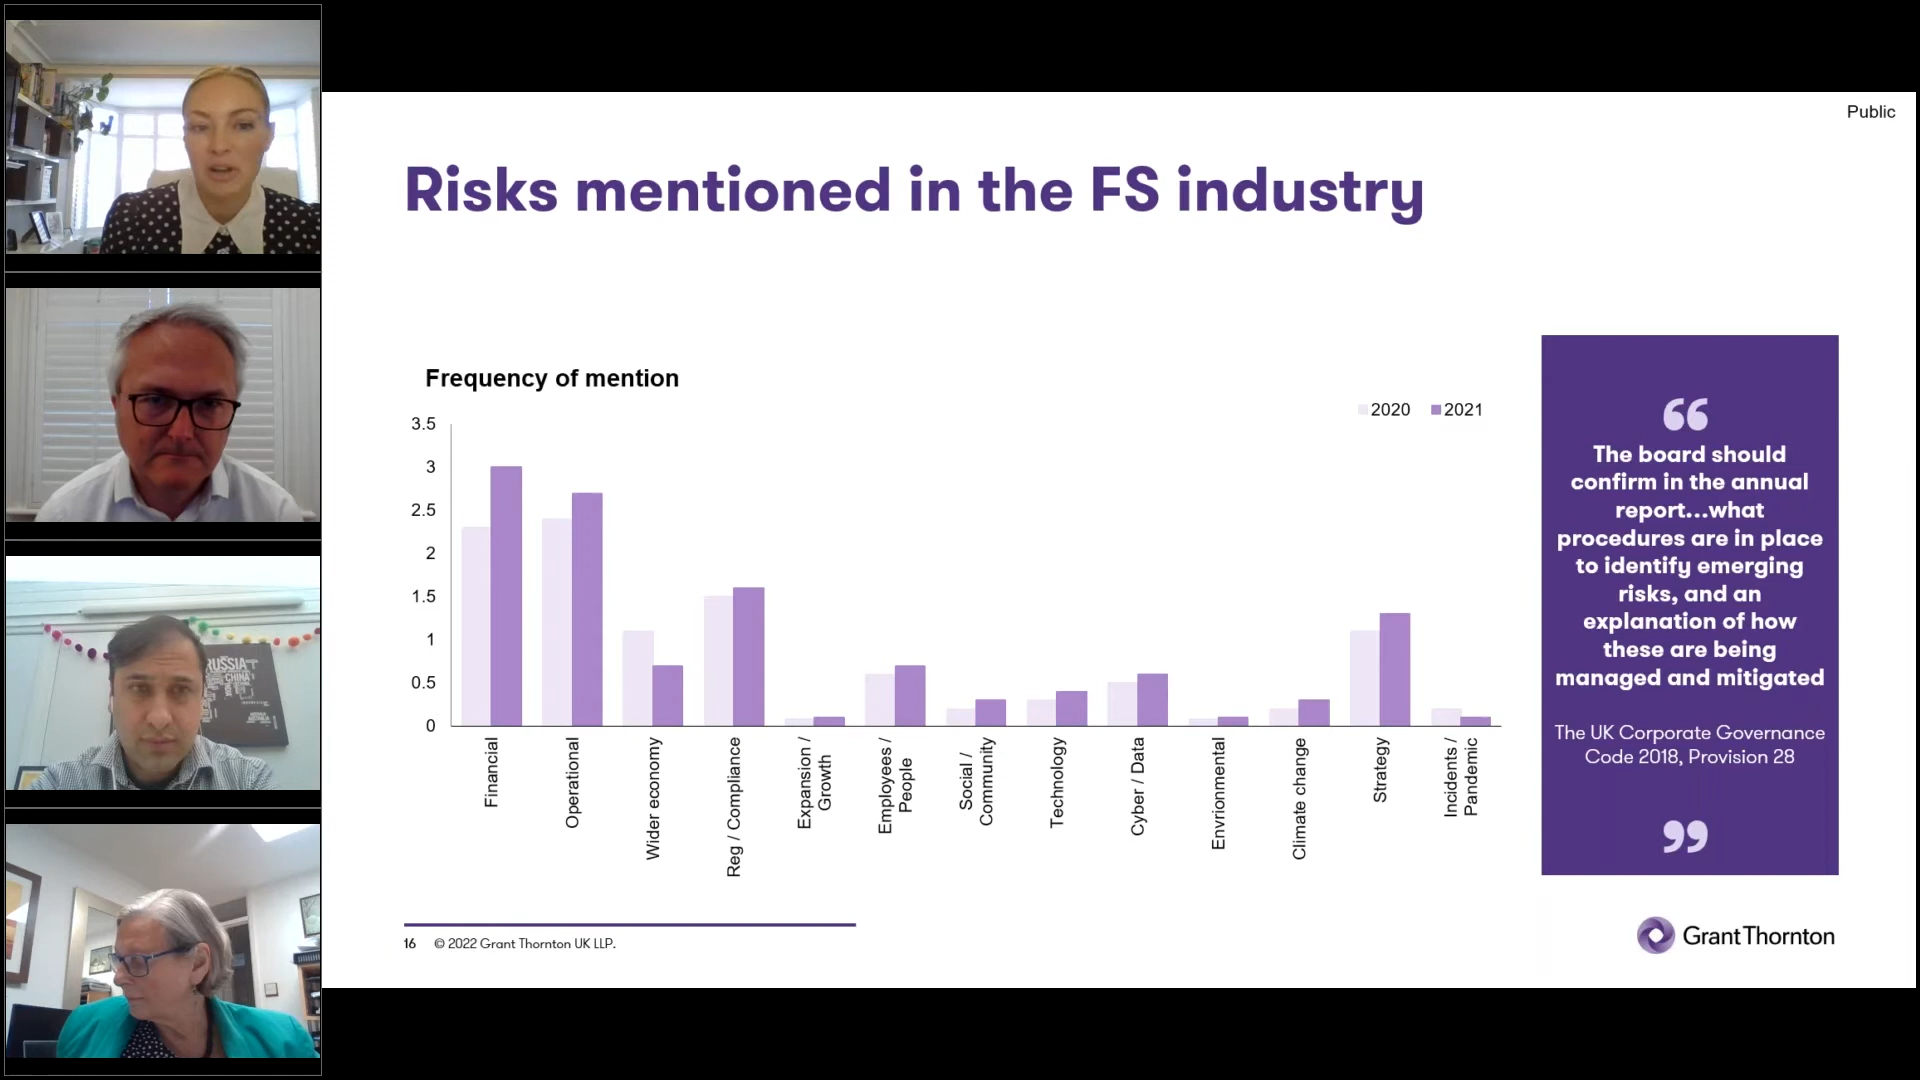 Public
Risks mentioned in the FS industry
Frequency of mention
2020 2021
3.5
3
2.5
2
1.5
1
0.5
0
Financial
Operational
Wider economy
Reg / Compliance
Expansion /
Growth
Employees /
People
Social /
Community
Technology
Cyber / Data
Envrionmental
Climate change
Strategy
Incidents /
Pandemic
“
The board should
confirm in the annual
report...what
procedures are in place
to identify emerging
risks, and an
explanation of how
these are being
managed and mitigated
The UK Corporate Governance
Code 2018, Provision 28
”
16 © 2022 Grant Thornton UK LLP.
GrantThornton
RUSSIA
CHINA